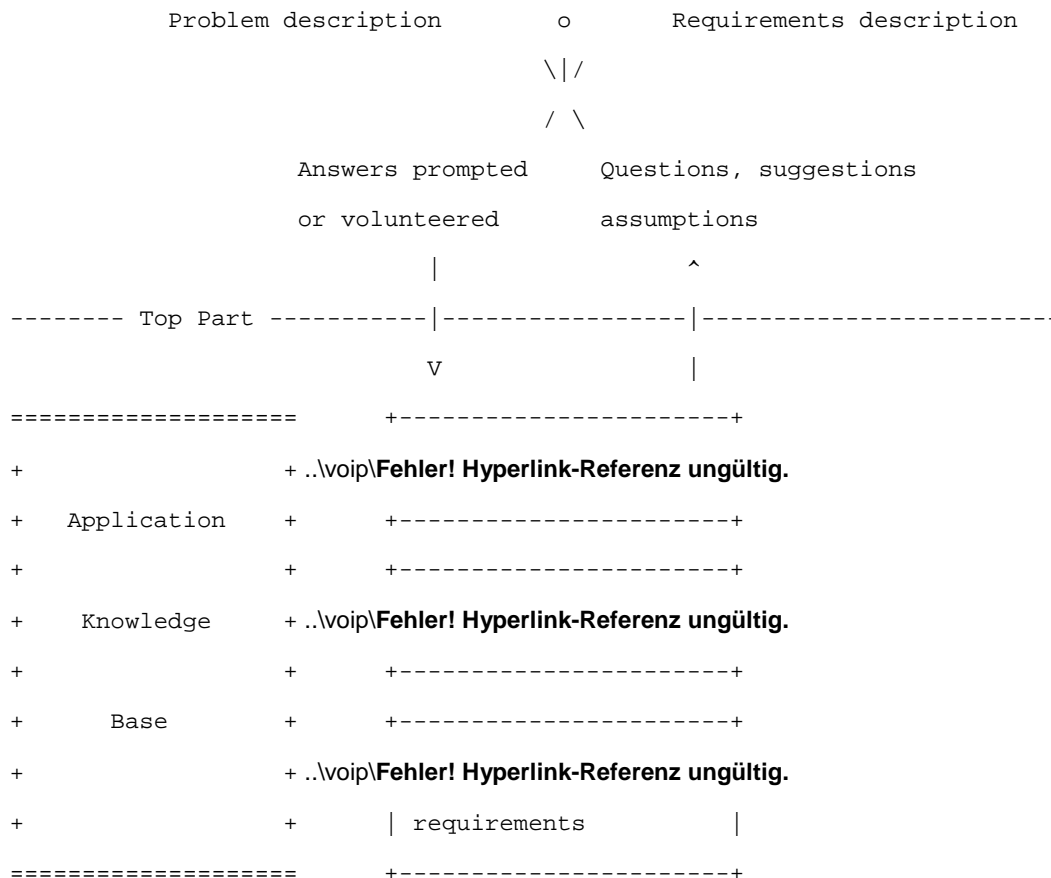 Problem description o Requirements description
\|/
/ \
Answers prompted Questions, suggestions
or volunteered assumptions
| ^
-------- Top Part -----------|-----------------|-------------------------
V |
==================== +-----------------------+
+ + ..\voip\Fehler! Hyperlink-Referenz ungültig.
+ Application + +-----------------------+
+ + +-----------------------+
+ Knowledge + ..\voip\Fehler! Hyperlink-Referenz ungültig.
+ + +-----------------------+
+ Base + +-----------------------+
+ + ..\voip\Fehler! Hyperlink-Referenz ungültig.
+ + | requirements |
==================== +-----------------------+